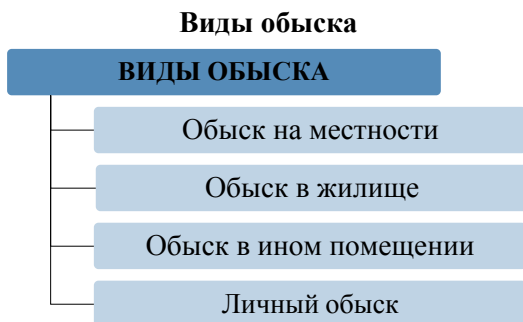 Виды обыска
ВИДЫ ОБЫСКА
Обыск на местности
Обыск в жилище
Обыск в ином помещении
Личный обыск